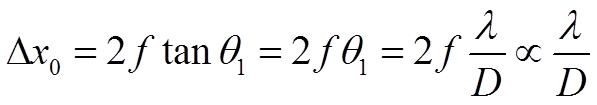 Δx₀ = 2f tan θ₁ = 2fθ₁ = 2f λ/D ∝ λ/D